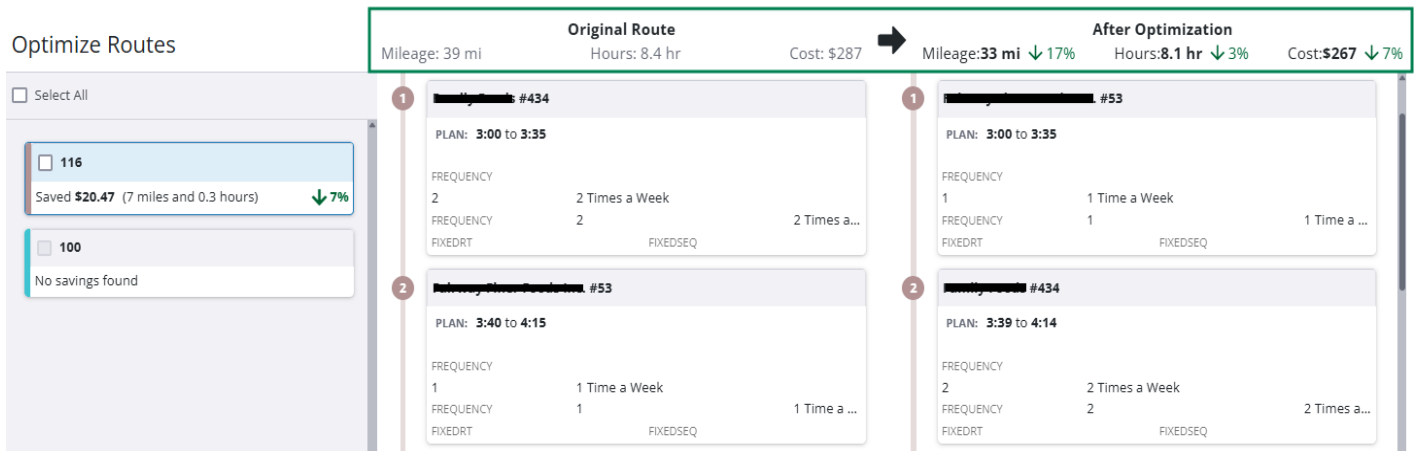 Optimize Routes
Original Route
Mileage: 39 mi Hours: 8.4 hr Cost: $287
After Optimization
Mileage:33 mi 17% Hours:8.1 hr 3% Cost:$267 7%
Select All
116
Saved $20.47 (7 miles and 0.3 hours) 7%
100
No savings found
1
#434
PLAN: 3:00 to 3:35
FREQUENCY
2 2 Times a Week
FREQUENCY 2 2 Times a...
FIXEDRT FIXEDSEQ
2
#53
PLAN: 3:40 to 4:15
FREQUENCY
1 1 Time a Week
FREQUENCY 1 1 Time a ...
FIXEDRT FIXEDSEQ
1
#53
PLAN: 3:00 to 3:35
FREQUENCY
1 1 Time a Week
FREQUENCY 1 1 Time a ...
FIXEDRT FIXEDSEQ
2
#434
PLAN: 3:39 to 4:14
FREQUENCY
2 2 Times a Week
FREQUENCY 2 2 Times a...
FIXEDRT FIXEDSEQ